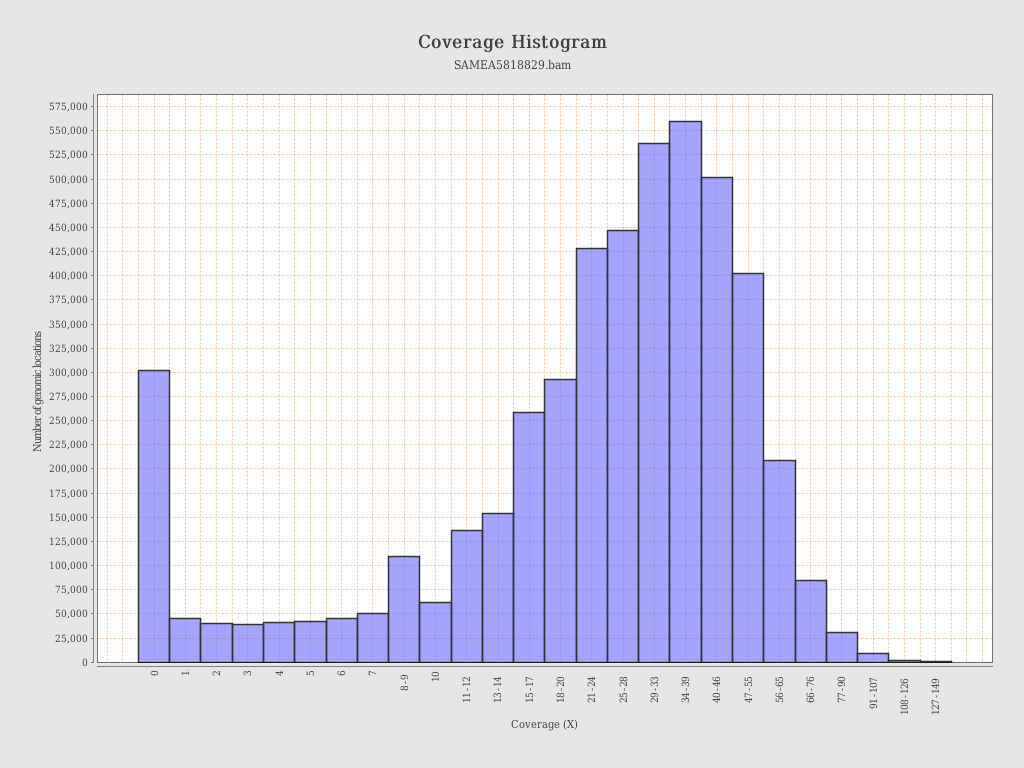 Coverage Histogram
SAMEA5818829.bam
575,000
550,000
525,000
500,000
475,000
450,000
425,000
400,000
375,000
350,000
325,000
300,000
275,000
250,000
225,000
200,000
175,000
150,000
125,000
100,000
75,000
50,000
25,000
0
Number of genomic locations
0
1
2
3
4
5
6
7
8 - 9
10
11 - 12
13 - 14
15 - 17
18 - 20
21 - 24
25 - 28
29 - 33
34 - 39
40 - 46
47 - 55
56 - 65
66 - 76
77 - 90
91 - 107
108 - 126
127 - 149
Coverage (X)